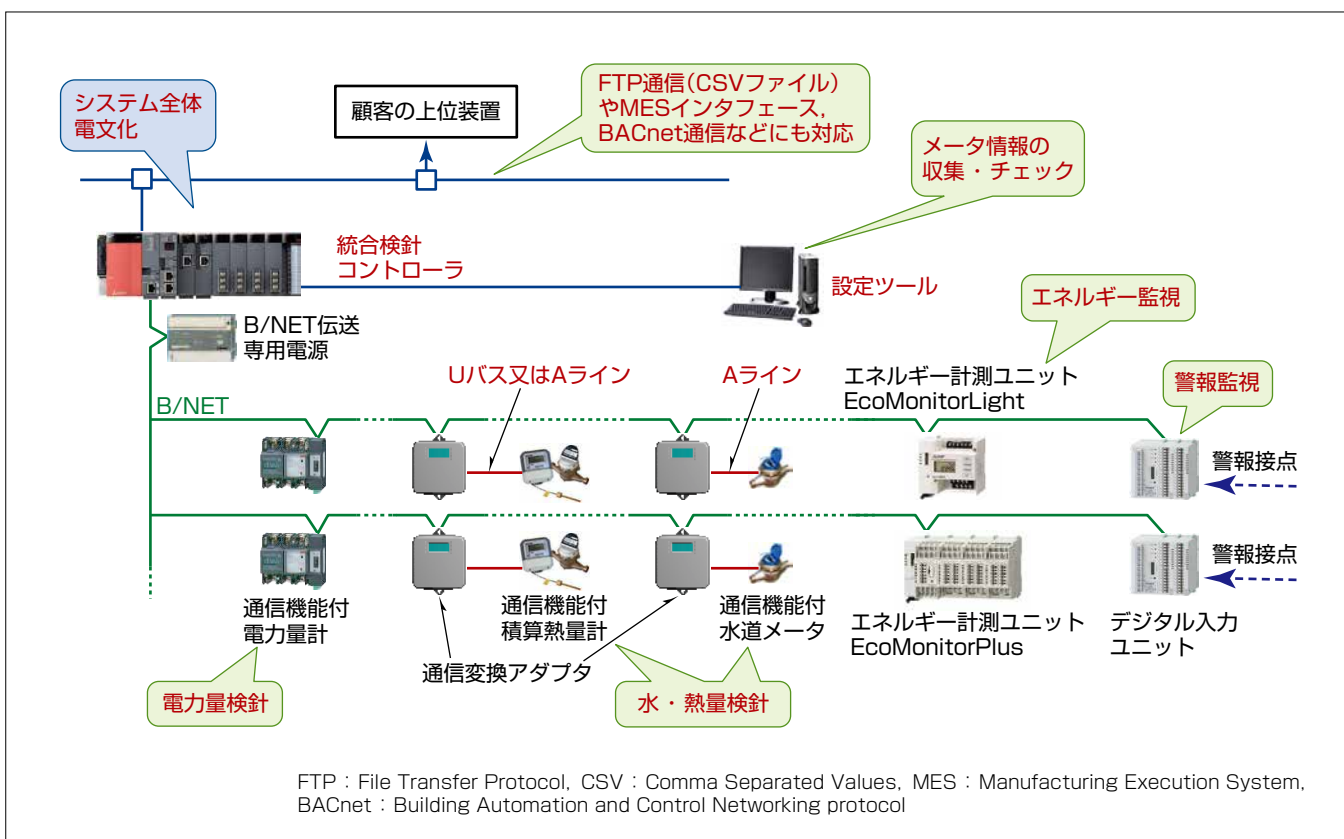 システム全体
電文化
顧客の上位装置
FTP通信(CSVファイル)
やMESインタフェース,
BACnet通信などにも対応
メータ情報の
収集・チェック
統合検針
コントローラ
設定ツール
エネルギー監視
B/NET伝送
専用電源
Uバス又はAライン
Aライン
エネルギー計測ユニット
EcoMonitorLight
警報監視
B/NET
警報接点
警報接点
通信機能付
電力量計
通信機能付
積算熱量計
通信機能付
水道メータ
エネルギー計測ユニット
EcoMonitorPlus
デジタル入力
ユニット
通信変換アダプタ
電力量検針
水・熱量検針
FTP:File Transfer Protocol, CSV:Comma Separated Values, MES:Manufacturing Execution System,
BACnet:Building Automation and Control Networking protocol